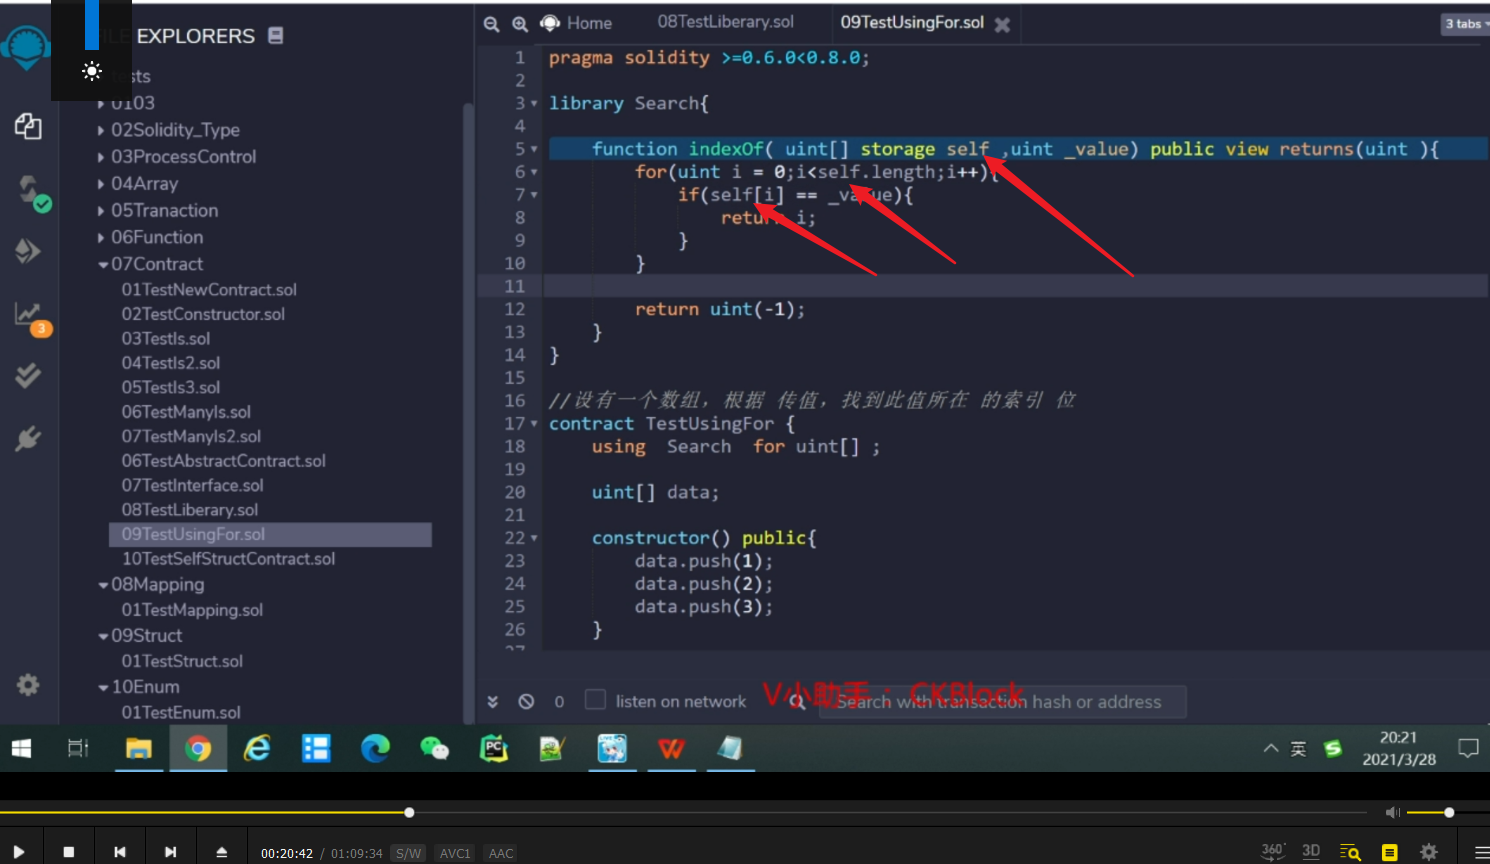 ILE EXPLORERS
ests
0103
02Solidity_Type
03ProcessControl
04Array
05Tranaction
06Function
07Contract
01TestNewContract.sol
02TestConstructor.sol
03TestIs.sol
04TestIs2.sol
05TestIs3.sol
06TestManyIs.sol
07TestManyIs2.sol
06TestAbstractContract.sol
07TestInterface.sol
08TestLiberary.sol
09TestUsingFor.sol
10TestSelfStructContract.sol
08Mapping
01TestMapping.sol
09Struct
01TestStruct.sol
10Enum
01TestEnum.sol
3
Home 08TestLiberary.sol 09TestUsingFor.sol 3 tabs
1 pragma solidity >=0.6.0<0.8.0;
2
3 library Search{
4
5 function indexOf( uint[] storage self ,uint _value) public view returns(uint ){
6 for(uint i = 0;i<self.length;i++){
7 if(self[i] == _value){
8 return i;
9 }
10 }
11
12 return uint(-1);
13 }
14 }
15
16 //设有一个数组，根据 传值，找到此值所在 的索引 位
17 contract TestUsingFor {
18 using Search for uint[] ;
19
20 uint[] data;
21
22 constructor() public{
23 data.push(1);
24 data.push(2);
25 data.push(3);
26 }
27
0 listen on network Search with transaction hash or address
V小助手：CKBlock
PC W 英 S
20:21
2021/3/28
00:20:42 / 01:09:34 S/W AVC1 AAC 360° 3D